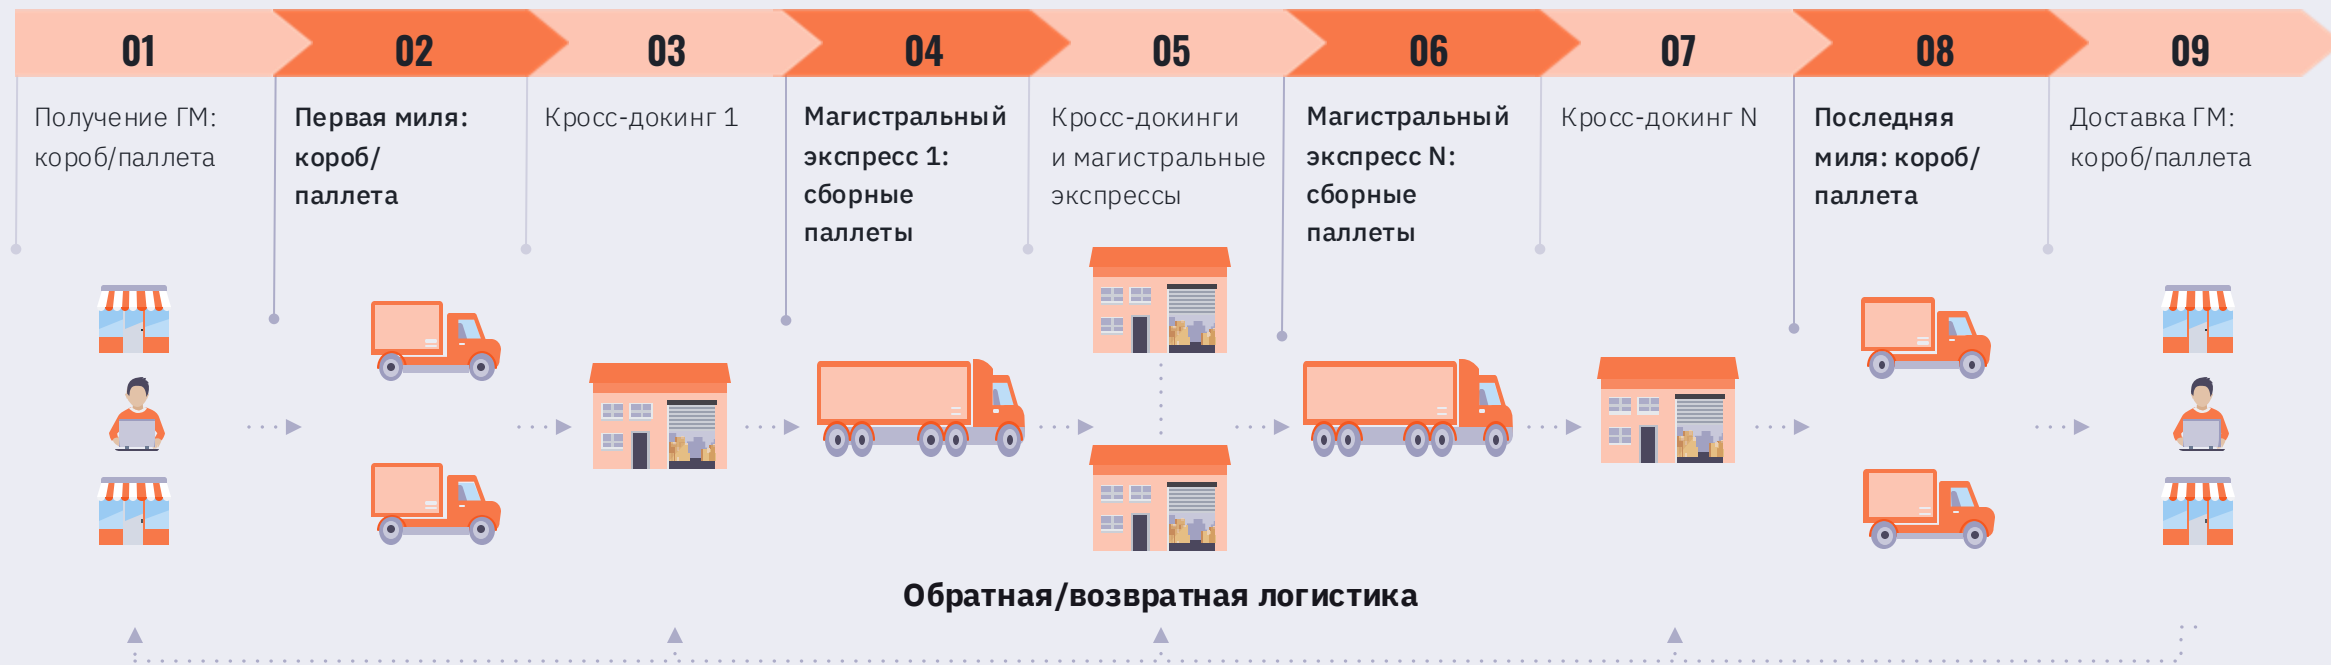 01
02
03
04
05
06
07
08
09
Получение ГМ:
короб/паллета
Первая миля:
короб/
паллета
Кросс-докинг 1
Магистральный
экспресс 1:
сборные
паллеты
Кросс-докинги
и магистральные
экспрессы
Магистральный
экспресс N:
сборные
паллеты
Кросс-докинг N
Последняя
миля: короб/
паллета
Доставка ГМ:
короб/паллета
Обратная/возвратная логистика